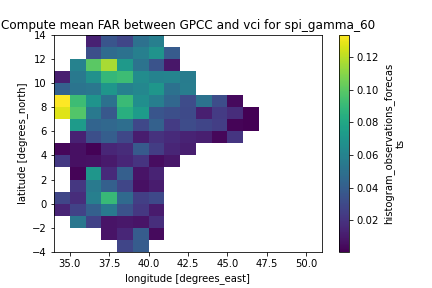 Compute mean FAR between GPCC and vci for spi_gamma_60
14
12
10
8
6
4
2
0
−2
−4
latitude [degrees_north]
35.0 37.5 40.0 42.5 45.0 47.5 50.0
longitude [degrees_east]
0.12
0.10
0.08
0.06
0.04
0.02
histogram_observations_forecas
ts